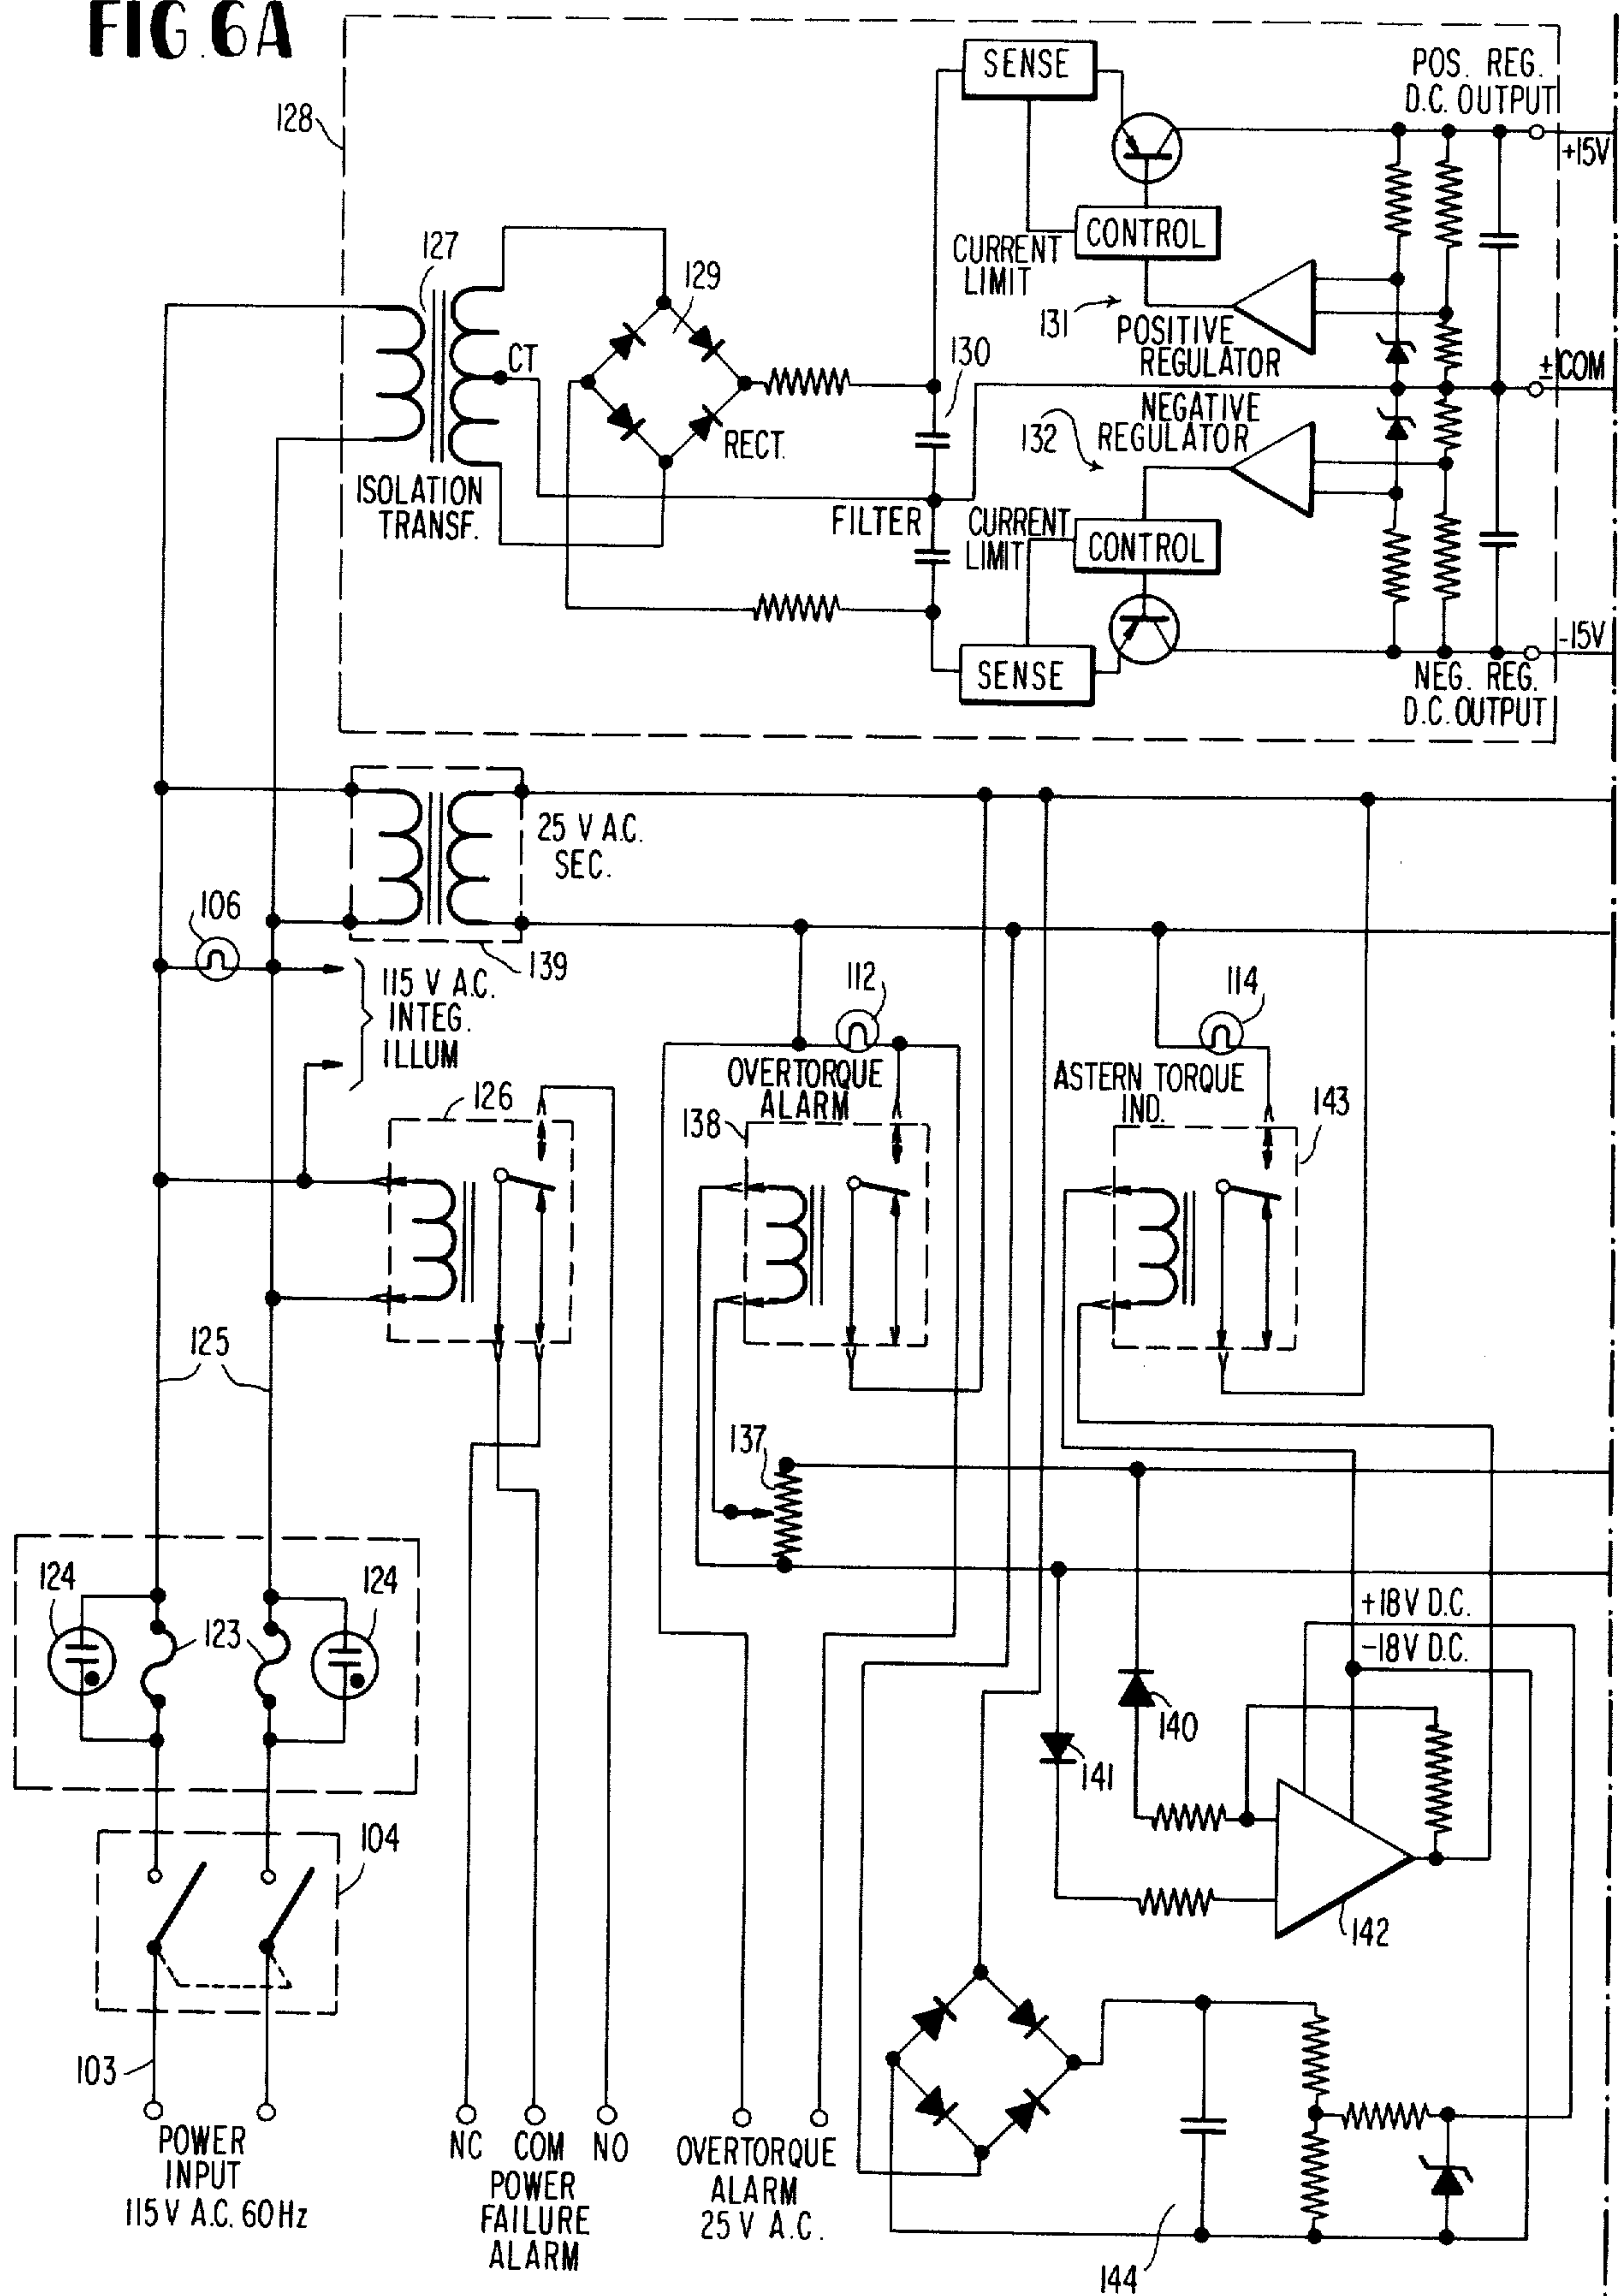 FIG. 6A
128
SENSE
POS. REG.
D.C. OUTPUT
+15V
127
129
CONTROL
CURRENT
LIMIT
131
POSITIVE
REGULATOR
CT
130
±COM
NEGATIVE
REGULATOR
132
RECT.
ISOLATION
TRANSF.
FILTER
CURRENT
LIMIT
CONTROL
-15V
SENSE
NEG. REG.
D.C. OUTPUT
25 V A.C.
SEC.
106
139
115 V A.C.
INTEG.
ILLUM
112
114
OVERTORQUE
ALARM
ASTERN TORQUE
IND.
126
138
143
125
137
124
123
124
+18V D.C.
-18V D.C.
140
141
104
142
103
POWER
INPUT
115V A.C. 60Hz
NC COM NO
POWER
FAILURE
ALARM
OVERTORQUE
ALARM
25 V A.C.
144